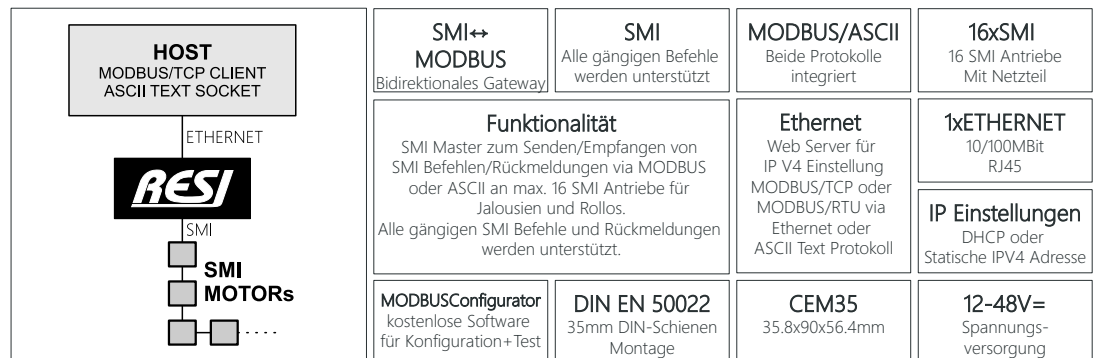 HOST
MODBUS/TCP CLIENT
ASCII TEXT SOCKET
ETHERNET
RESI
SMI
SMI
MOTORs
SMI↔
MODBUS
Bidirektionales Gateway
SMI
Alle gängigen Befehle
werden unterstützt
MODBUS/ASCII
Beide Protokolle
integriert
16xSMI
16 SMI Antriebe
Mit Netzteil
Funktionalität
SMI Master zum Senden/Empfangen von
SMI Befehlen/Rückmeldungen via MODBUS
oder ASCII an max. 16 SMI Antriebe für
Jalousien und Rollos.
Alle gängigen SMI Befehle und Rückmeldungen
werden unterstützt.
Ethernet
Web Server für
IP V4 Einstellung
MODBUS/TCP oder
MODBUS/RTU via
Ethernet oder
ASCII Text Protokoll
1xETHERNET
10/100MBit
RJ45
IP Einstellungen
DHCP oder
Statische IPV4 Adresse
MODBUSConfigurator
kostenlose Software
für Konfiguration+Test
DIN EN 50022
35mm DIN-Schienen
Montage
CEM35
35.8x90x56.4mm
12-48V=
Spannungs-
versorgung